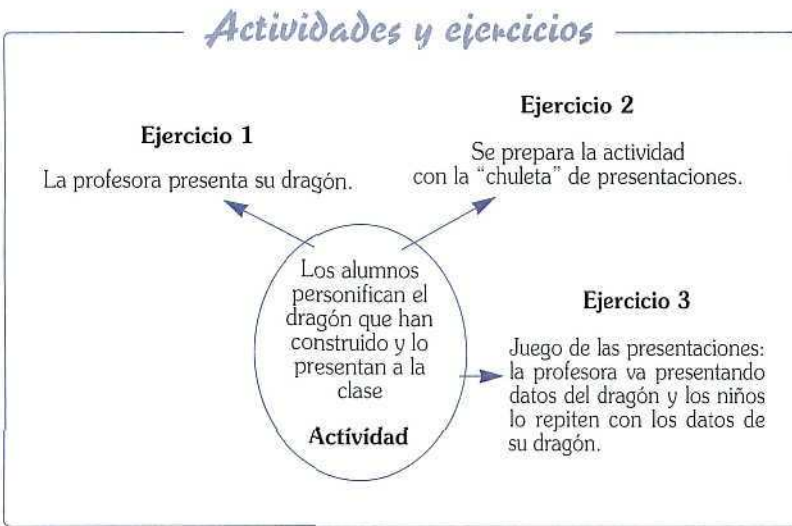 Actividades y ejercicios
Ejercicio 1
La profesora presenta su dragón.
Ejercicio 2
Se prepara la actividad
con la “chuleta” de presentaciones.
Los alumnos
personifican el
dragón que han
construido y lo
presentan a la
clase
Actividad
Ejercicio 3
Juego de las presentaciones:
la profesora va presentando
datos del dragón y los niños
lo repiten con los datos de
su dragón.